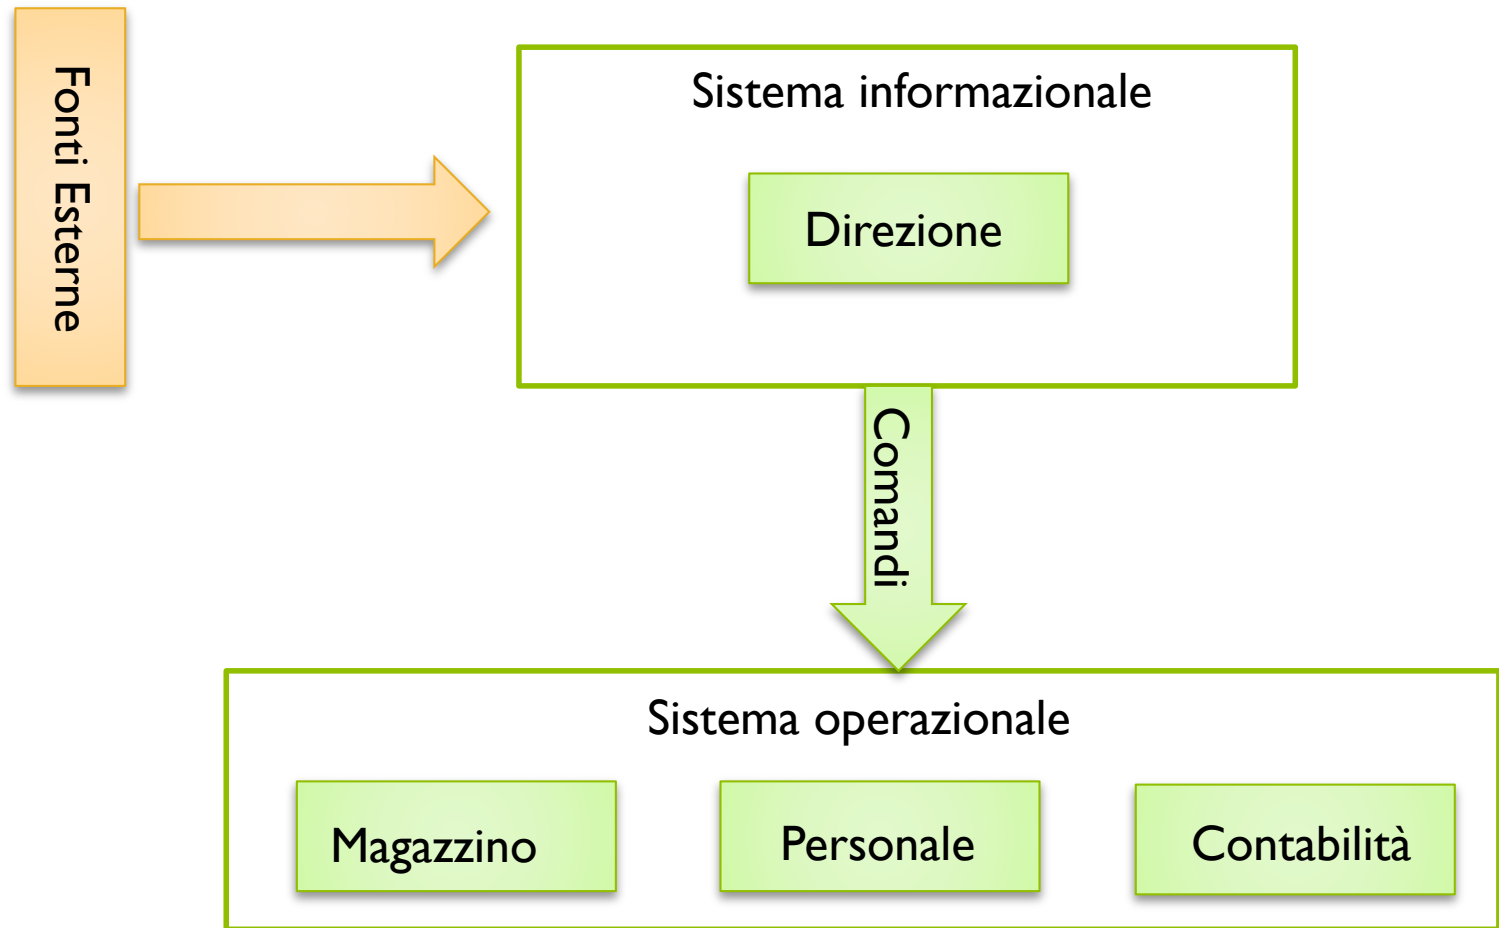 Fonti Esterne
Sistema informazionale
Direzione
Comandi
Sistema operazionale
Magazzino
Personale
Contabilità